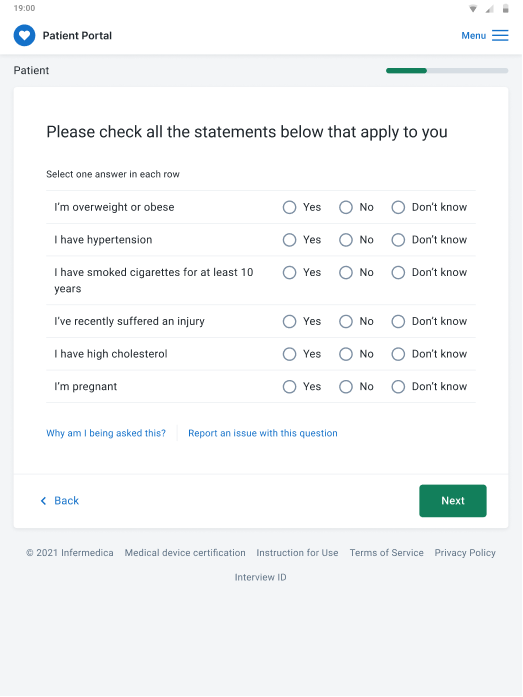 19:00
Patient Portal
Menu
Patient
Please check all the statements below that apply to you
Select one answer in each row
I'm overweight or obese Yes No Don't know
I have hypertension Yes No Don't know
I have smoked cigarettes for at least 10 Yes No Don't know
years
I've recently suffered an injury Yes No Don't know
I have high cholesterol Yes No Don't know
I'm pregnant Yes No Don't know
Why am I being asked this? Report an issue with this question
Back Next
© 2021 Infermedica Medical device certification Instruction for Use Terms of Service Privacy Policy
Interview ID